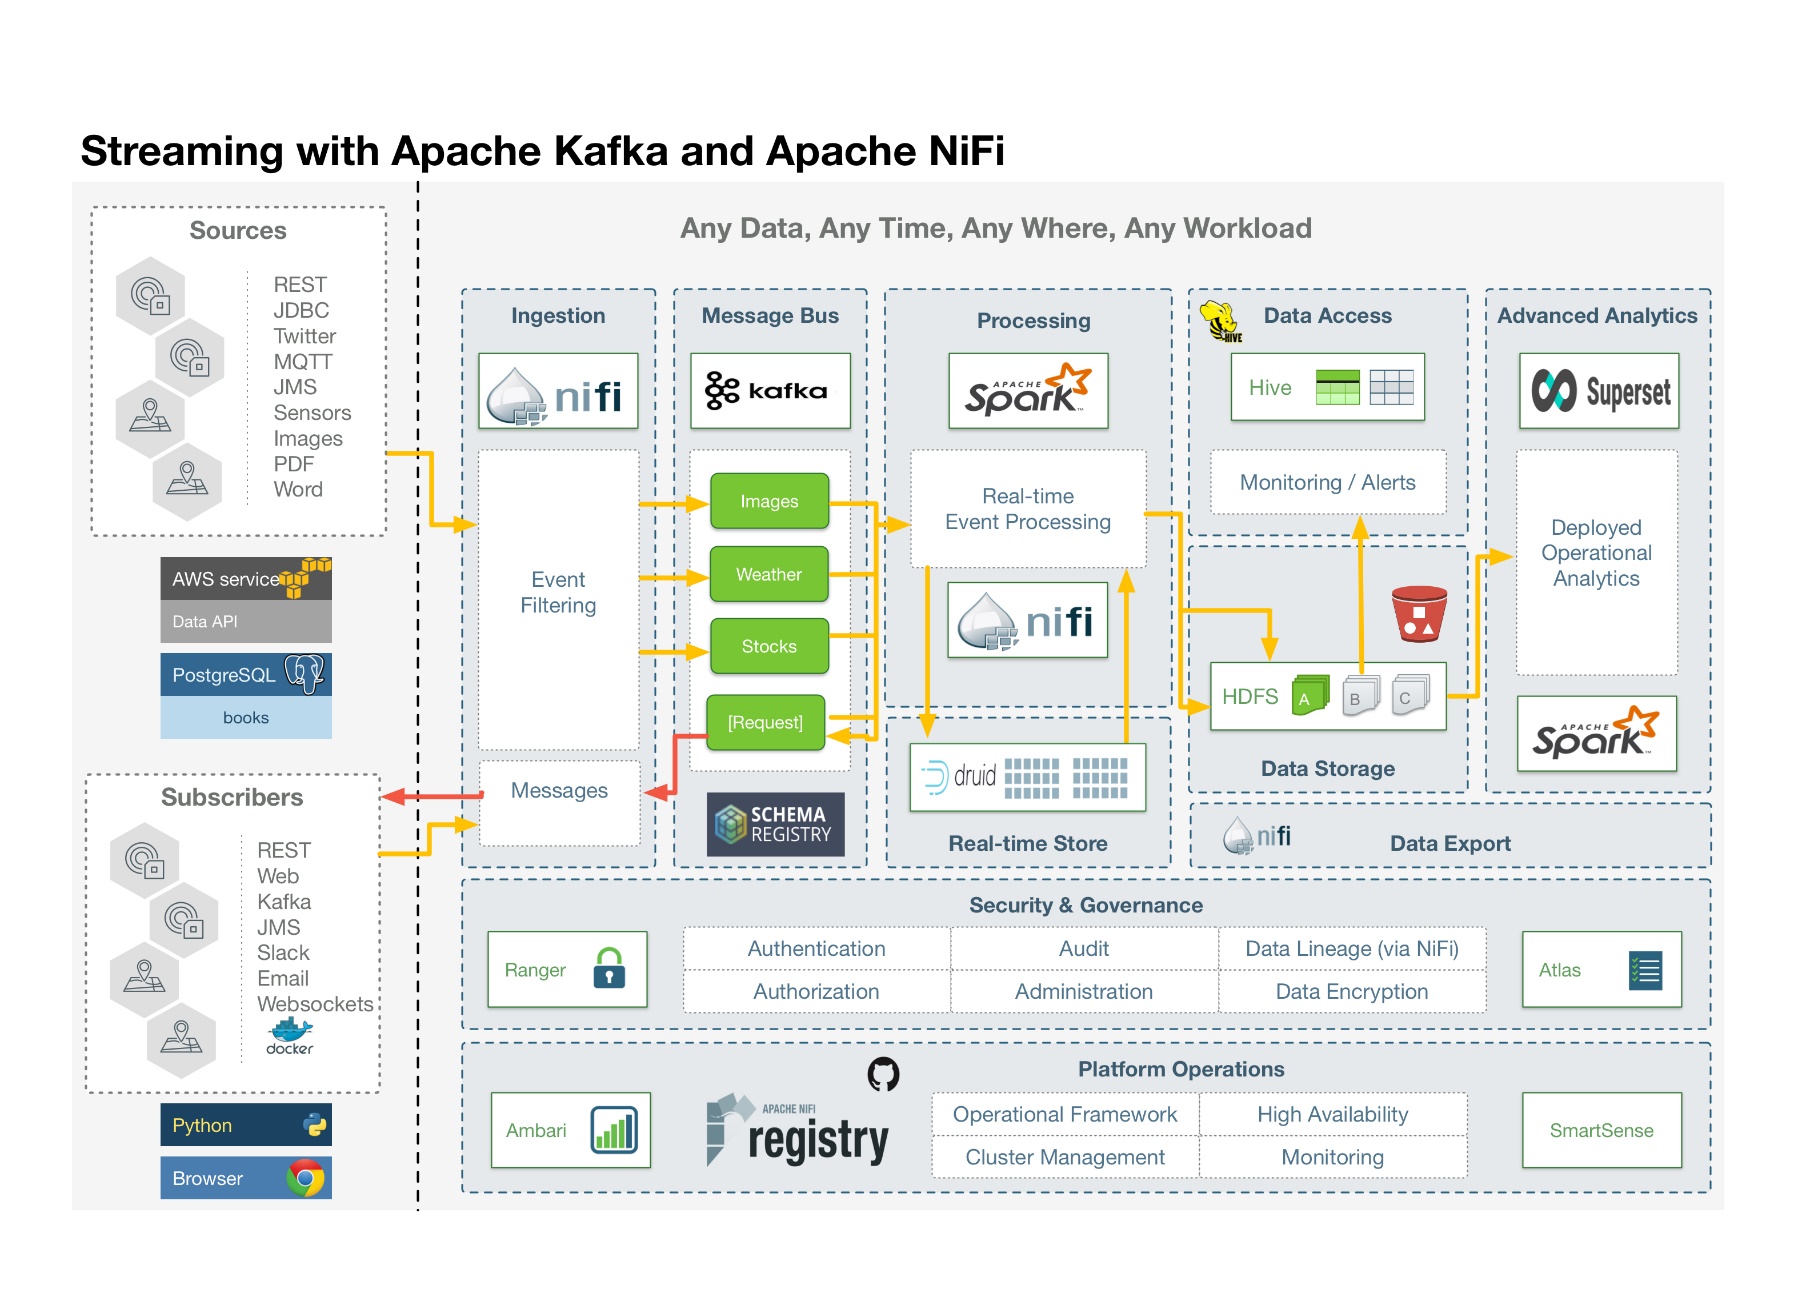 Streaming with Apache Kafka and Apache NiFi
Any Data, Any Time, Any Where, Any Workload
Sources
REST
JDBC
Twitter
MQTT
JMS
Sensors
Images
PDF
Word
AWS service
Data API
PostgreSQL
books
Subscribers
REST
Web
Kafka
JMS
Slack
Email
Websockets
docker
Python
Browser
Ingestion
nifi
Event
Filtering
Messages
Message Bus
kafka
Images
Weather
Stocks
[Request]
SCHEMA
REGISTRY
Processing
APACHE
Spark™
Real-time
Event Processing
nifi
druid
Real-time Store
HIVE
Data Access
Hive
Monitoring / Alerts
HDFS
A
B
C
Data Storage
Advanced Analytics
Superset
Deployed
Operational
Analytics
APACHE
Spark™
nifi
Data Export
Security & Governance
Ranger
Authentication
Audit
Data Lineage (via NiFi)
Authorization
Administration
Data Encryption
Atlas
Platform Operations
Ambari
APACHE NIFI
registry
Operational Framework
High Availability
Cluster Management
Monitoring
SmartSense